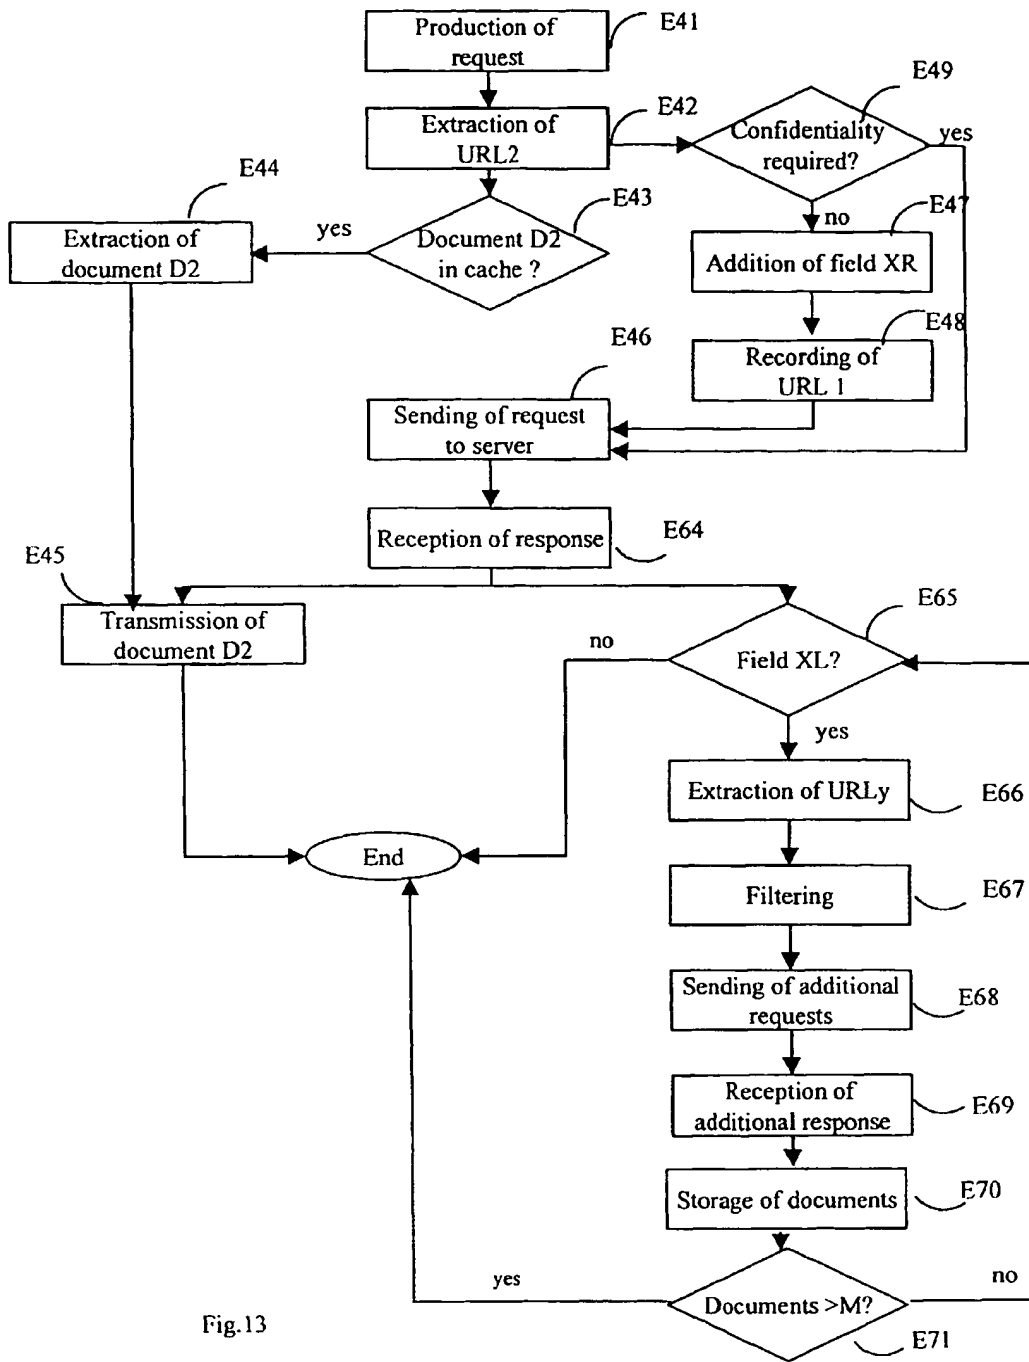 Production of
request
E41
E49
Extraction of
URL2
E42
Confidentiality
required?
yes
E44
E43
no
E47
Extraction of
document D2
yes
Document D2
in cache ?
Addition of field XR
E46
E48
Recording of
URL 1
Sending of request
to server
Reception of response
E64
E45
E65
Transmission of
document D2
no
Field XL?
yes
Extraction of URLy
E66
End
Filtering
E67
Sending of additional
requests
E68
Reception of
additional response
E69
Storage of documents
E70
yes
no
Documents >M?
Fig.13
E71